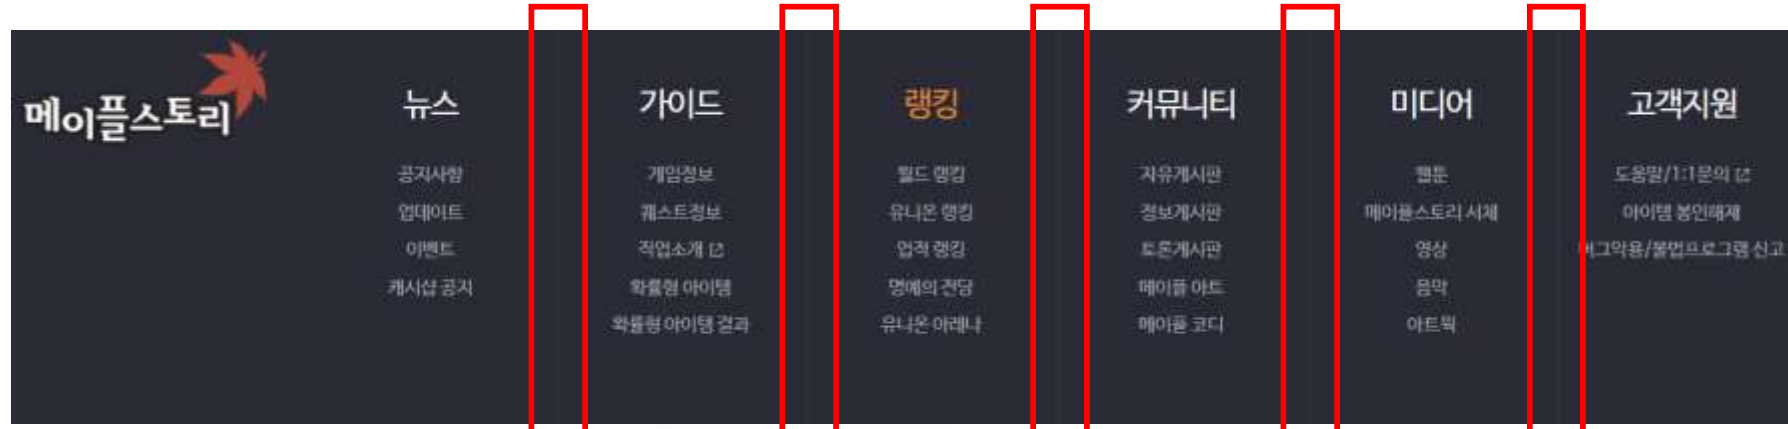 메이플스토리
뉴스
공지사항
업데이트
이벤트
캐시샵 공지
가이드
게임정보
퀘스트정보
직업소개
확률형 아이템
확률형 아이템 결과
랭킹
월드 랭킹
유니온 랭킹
업적 랭킹
명예의 전당
유니온 아레나
커뮤니티
자유게시판
정보게시판
토론게시판
메이플 아트
메이플 코디
미디어
웹툰
메이플스토리 서체
영상
음악
아트웍
고객지원
도움말/1:1문의
아이템 봉인해제
버그악용/불법프로그램 신고